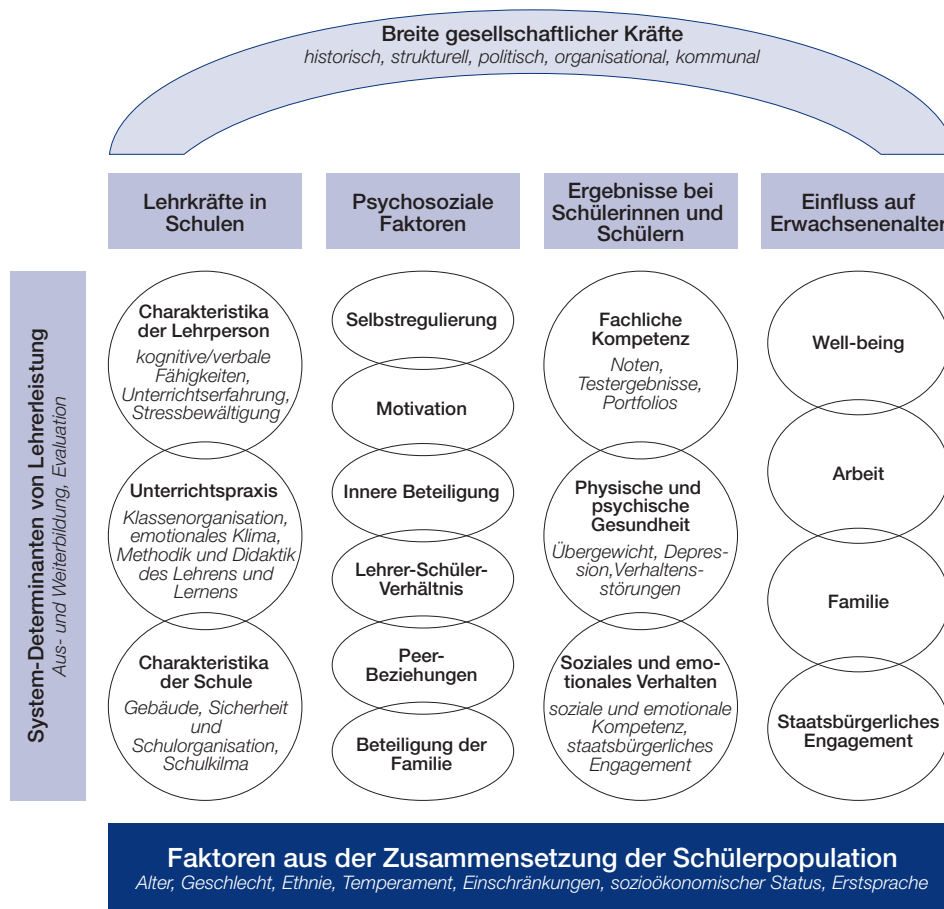 Breite gesellschaftlicher Kräfte
historisch, strukturell, politisch, organisational, kommunal
Lehrkräfte in
Schulen
Psychosoziale
Faktoren
Ergebnisse bei
Schülerinnen und
Schülern
Einfluss auf
Erwachsenenalter
System-Determinanten von Lehrerleistung
Aus- und Weiterbildung, Evaluation
Charakteristika
der Lehrperson
kognitive/verbale
Fähigkeiten,
Unterrichtserfahrung,
Stressbewältigung
Unterrichtspraxis
Klassenorganisation,
emotionales Klima,
Methodik und Didaktik
des Lehrens und
Lernens
Charakteristika
der Schule
Gebäude, Sicherheit
und
Schulorganisation,
Schulkilma
Selbstregulierung
Motivation
Innere Beteiligung
Lehrer-Schüler-
Verhältnis
Peer-
Beziehungen
Beteiligung der
Familie
Fachliche
Kompetenz
Noten,
Testergebnisse,
Portfolios
Physische und
psychische
Gesundheit
Übergewicht, Depres-
sion,Verhaltens-
störungen
Soziales und emo-
tionales Verhalten
soziale und emotionale
Kompetenz,
staatsbürgerliches
Engagement
Well-being
Arbeit
Familie
Staatsbürgerliches
Engagement
Faktoren aus der Zusammensetzung der Schülerpopulation
Alter, Geschlecht, Ethnie, Temperament, Einschränkungen, sozioökonomischer Status, Erstsprache